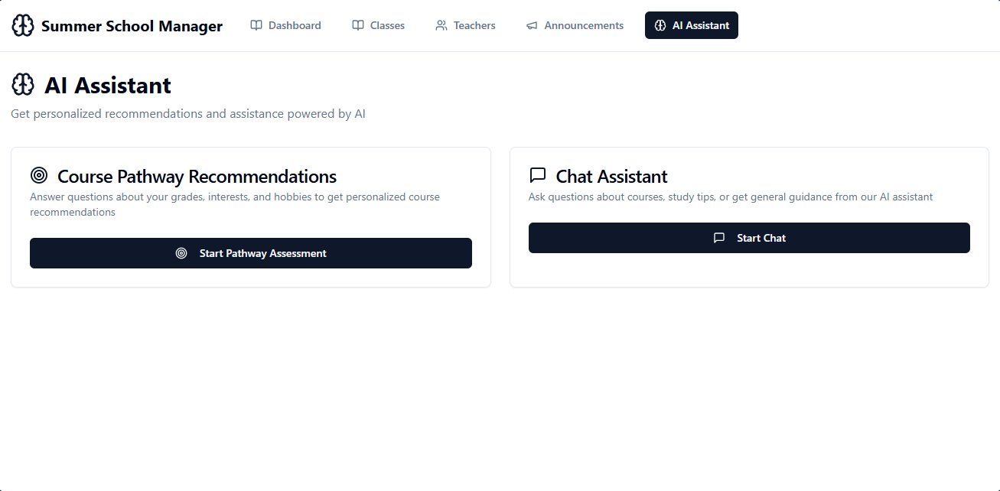 Summer School Manager
Dashboard
Classes
Teachers
Announcements
AI Assistant
AI Assistant
Get personalized recommendations and assistance powered by AI
Course Pathway Recommendations
Answer questions about your grades, interests, and hobbies to get personalized course
recommendations
Start Pathway Assessment
Chat Assistant
Ask questions about courses, study tips, or get general guidance from our AI assistant
Start Chat